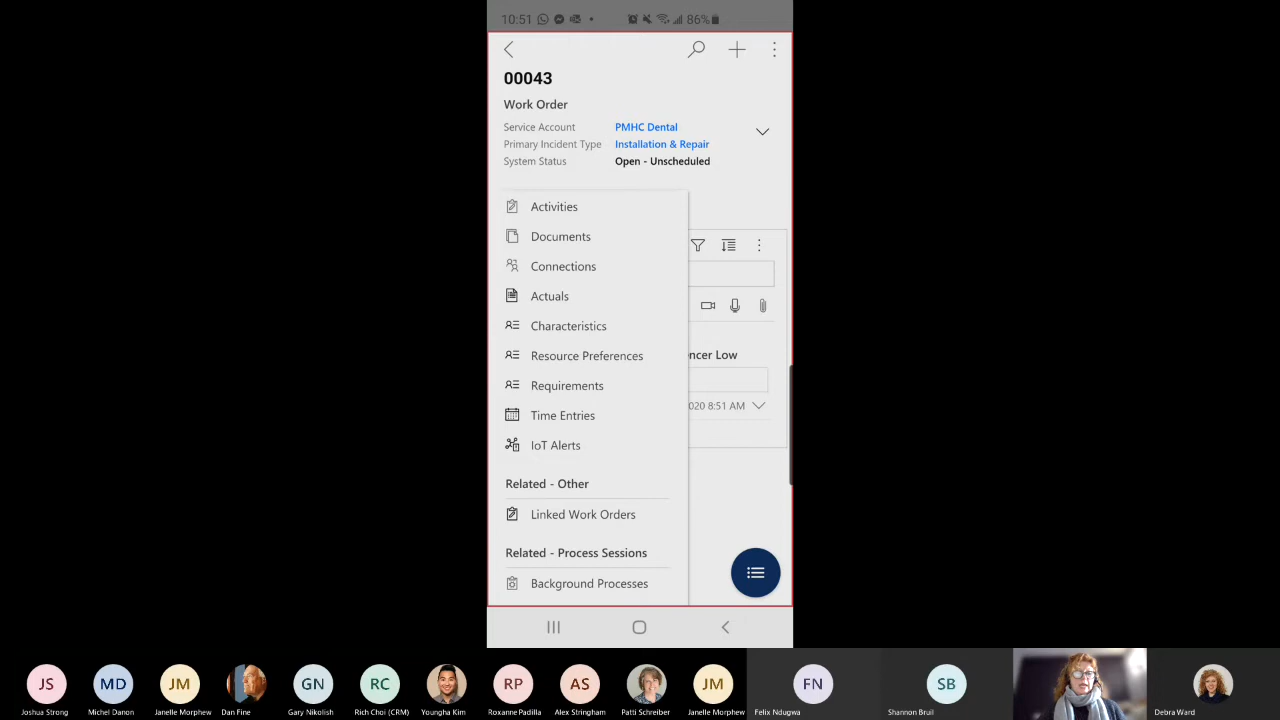 10:51 86%
00043
Work Order
Service Account PMHC Dental
Primary Incident Type Installation & Repair
System Status Open - Unscheduled
Activities
Documents
Connections
Actuals
Characteristics
Resource Preferences
Requirements
Time Entries
IoT Alerts
Related - Other
Linked Work Orders
Related - Process Sessions
Background Processes
ncer Low
020 8:51 AM
JS MD JM GN RC RP AS JM FN SB
Joshua Strong Michel Danon Janelle Morphew Dan Fine Gary Nikolish Rich Choi (CRM) Youngha Kim Roxanne Padilla Alex Stringham Patti Schreiber Janelle Morphew Felix Ndugwa Shannon Bruil Debra Ward